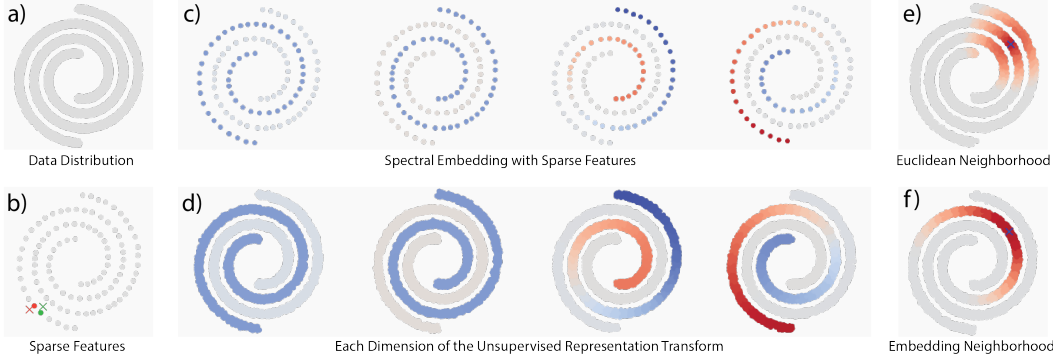 a)
c)
e)
Data Distribution
Spectral Embedding with Sparse Features
Euclidean Neighborhood
b)
d)
f)
Sparse Features
Each Dimension of the Unsupervised Representation Transform
Embedding Neighborhood